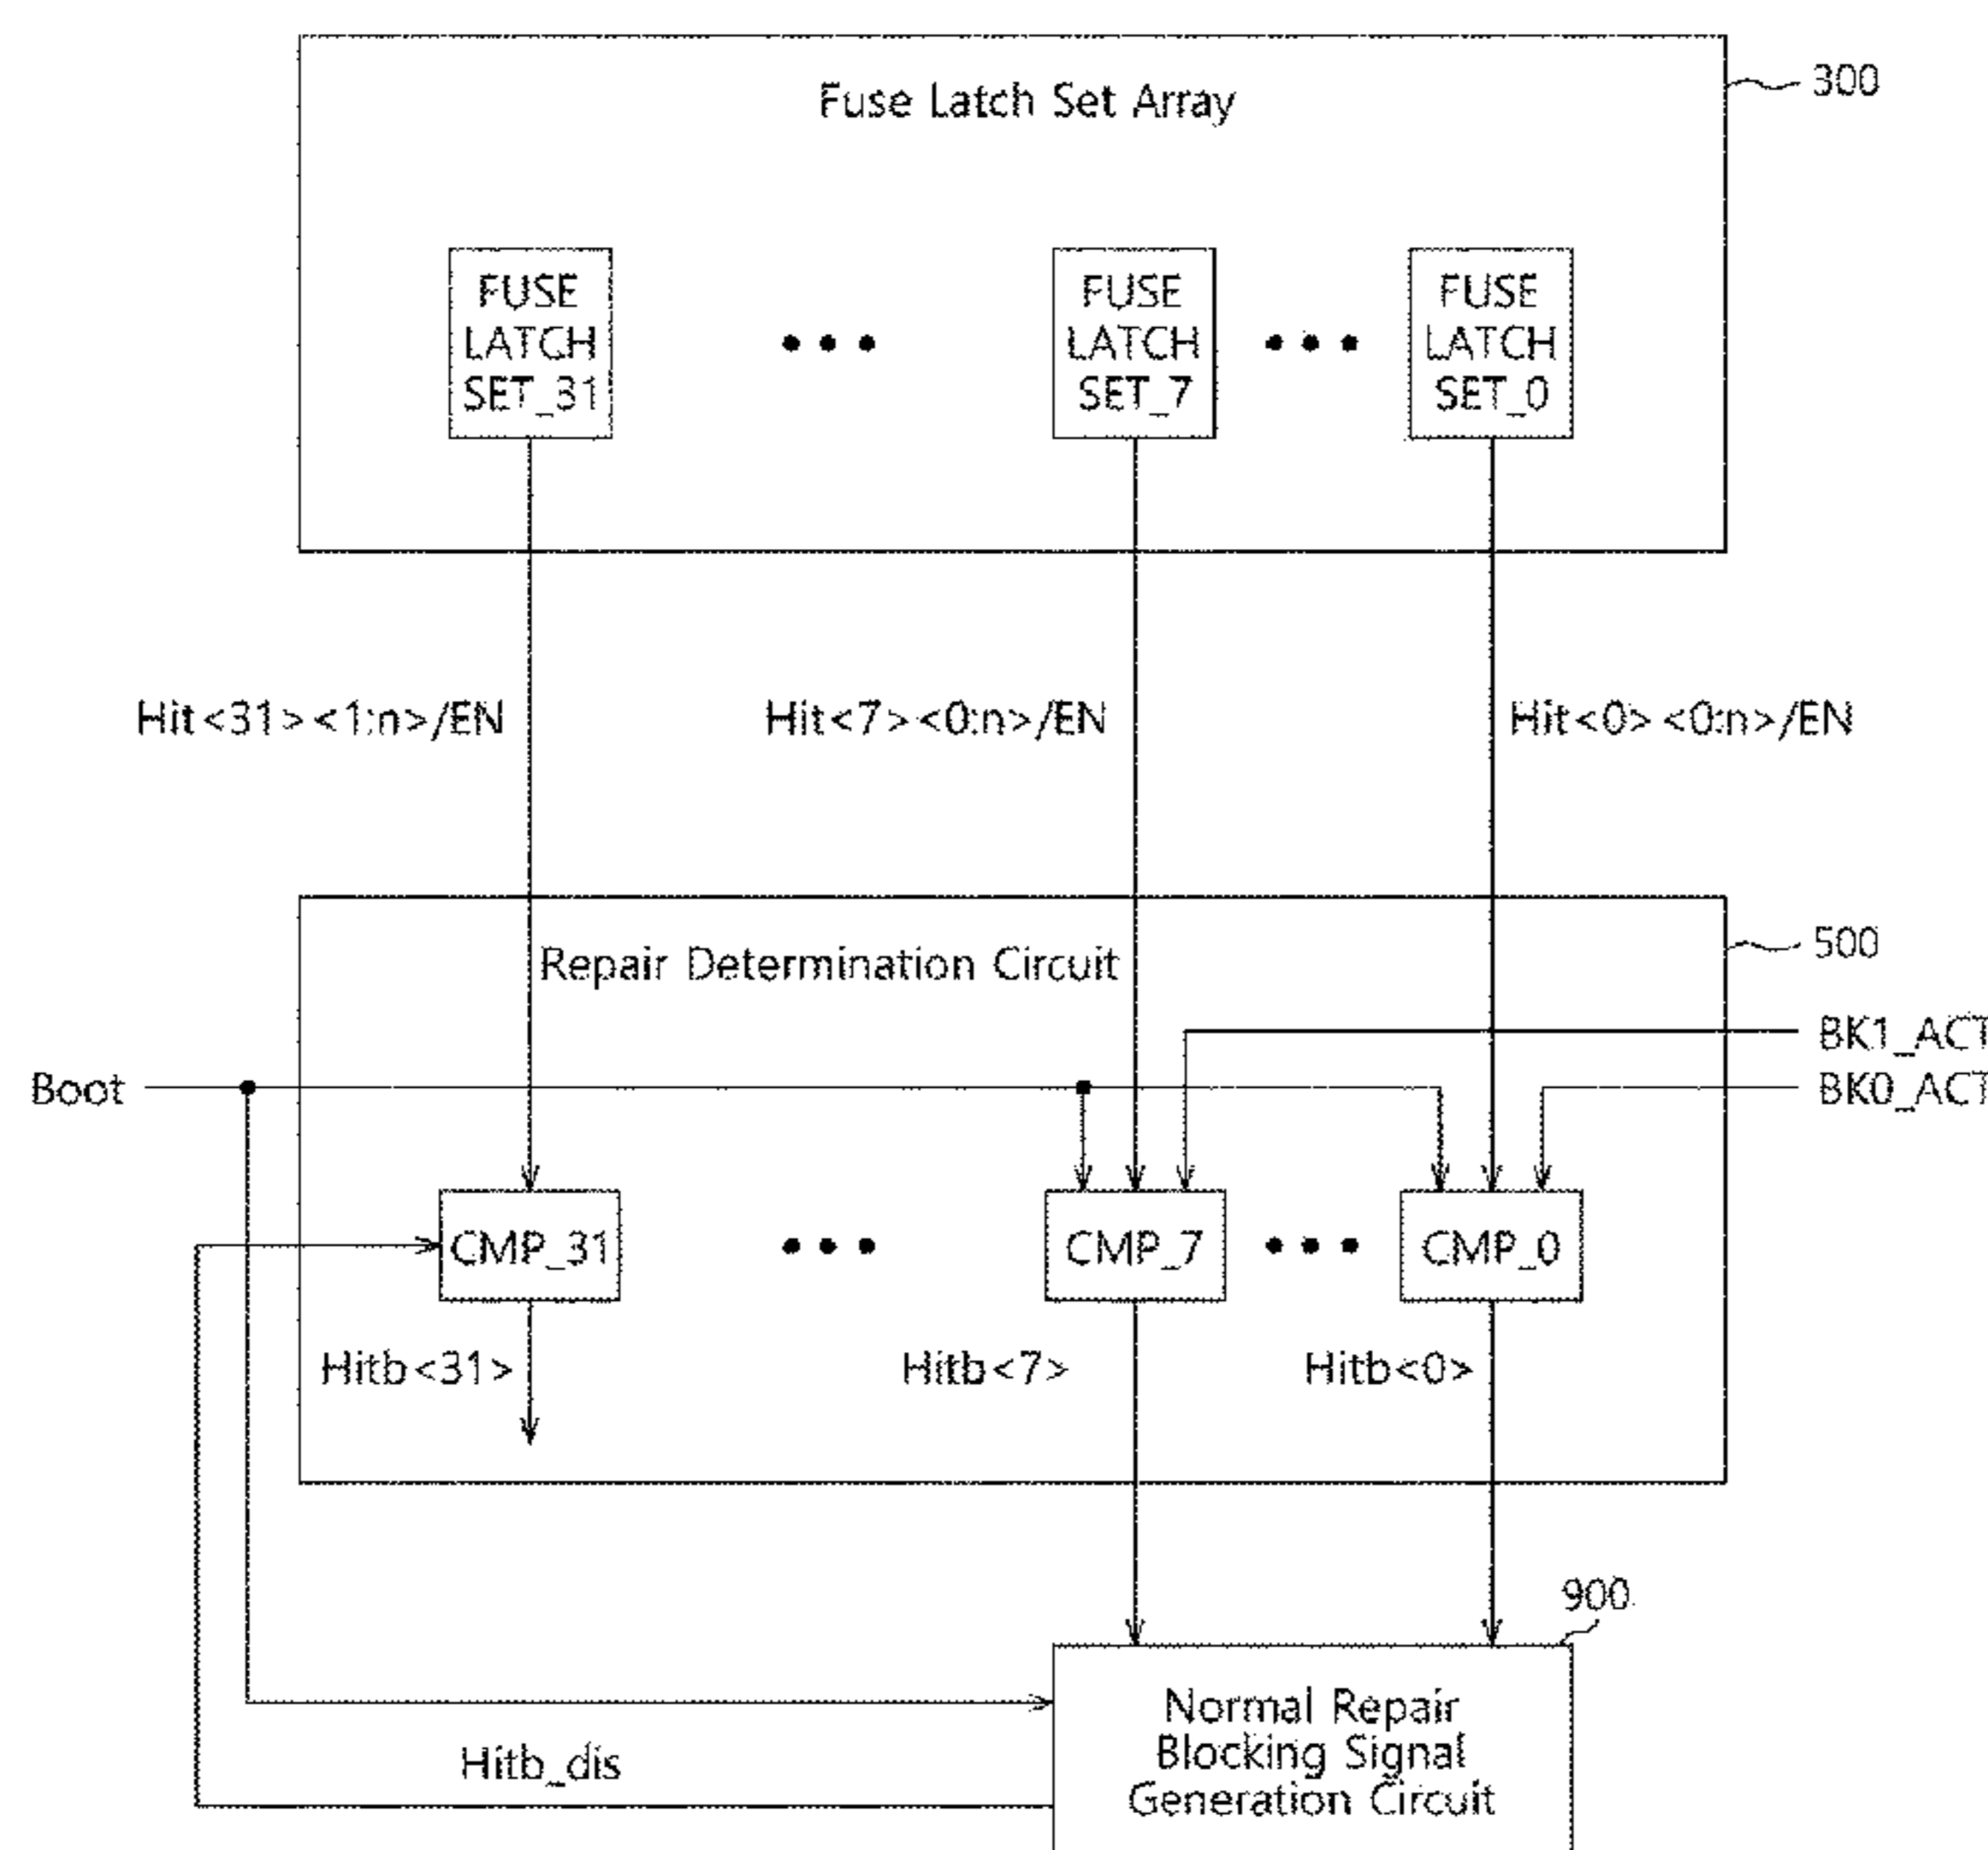 Fuse Latch Set Array
300
FUSE
LATCH
SET_31
FUSE
LATCH
SET_7
FUSE
LATCH
SET_0
Hit<31><1:n>/EN
Hit<7><0:n>/EN
Hit<0><0:n>/EN
Repair Determination Circuit
500
BK1_ACT
Boot
BK0_ACT
CMP_31
CMP_7
CMP_0
Hitb<31>
Hitb<7>
Hitb<0>
900
Normal Repair
Blocking Signal
Generation Circuit
Hitb_dis